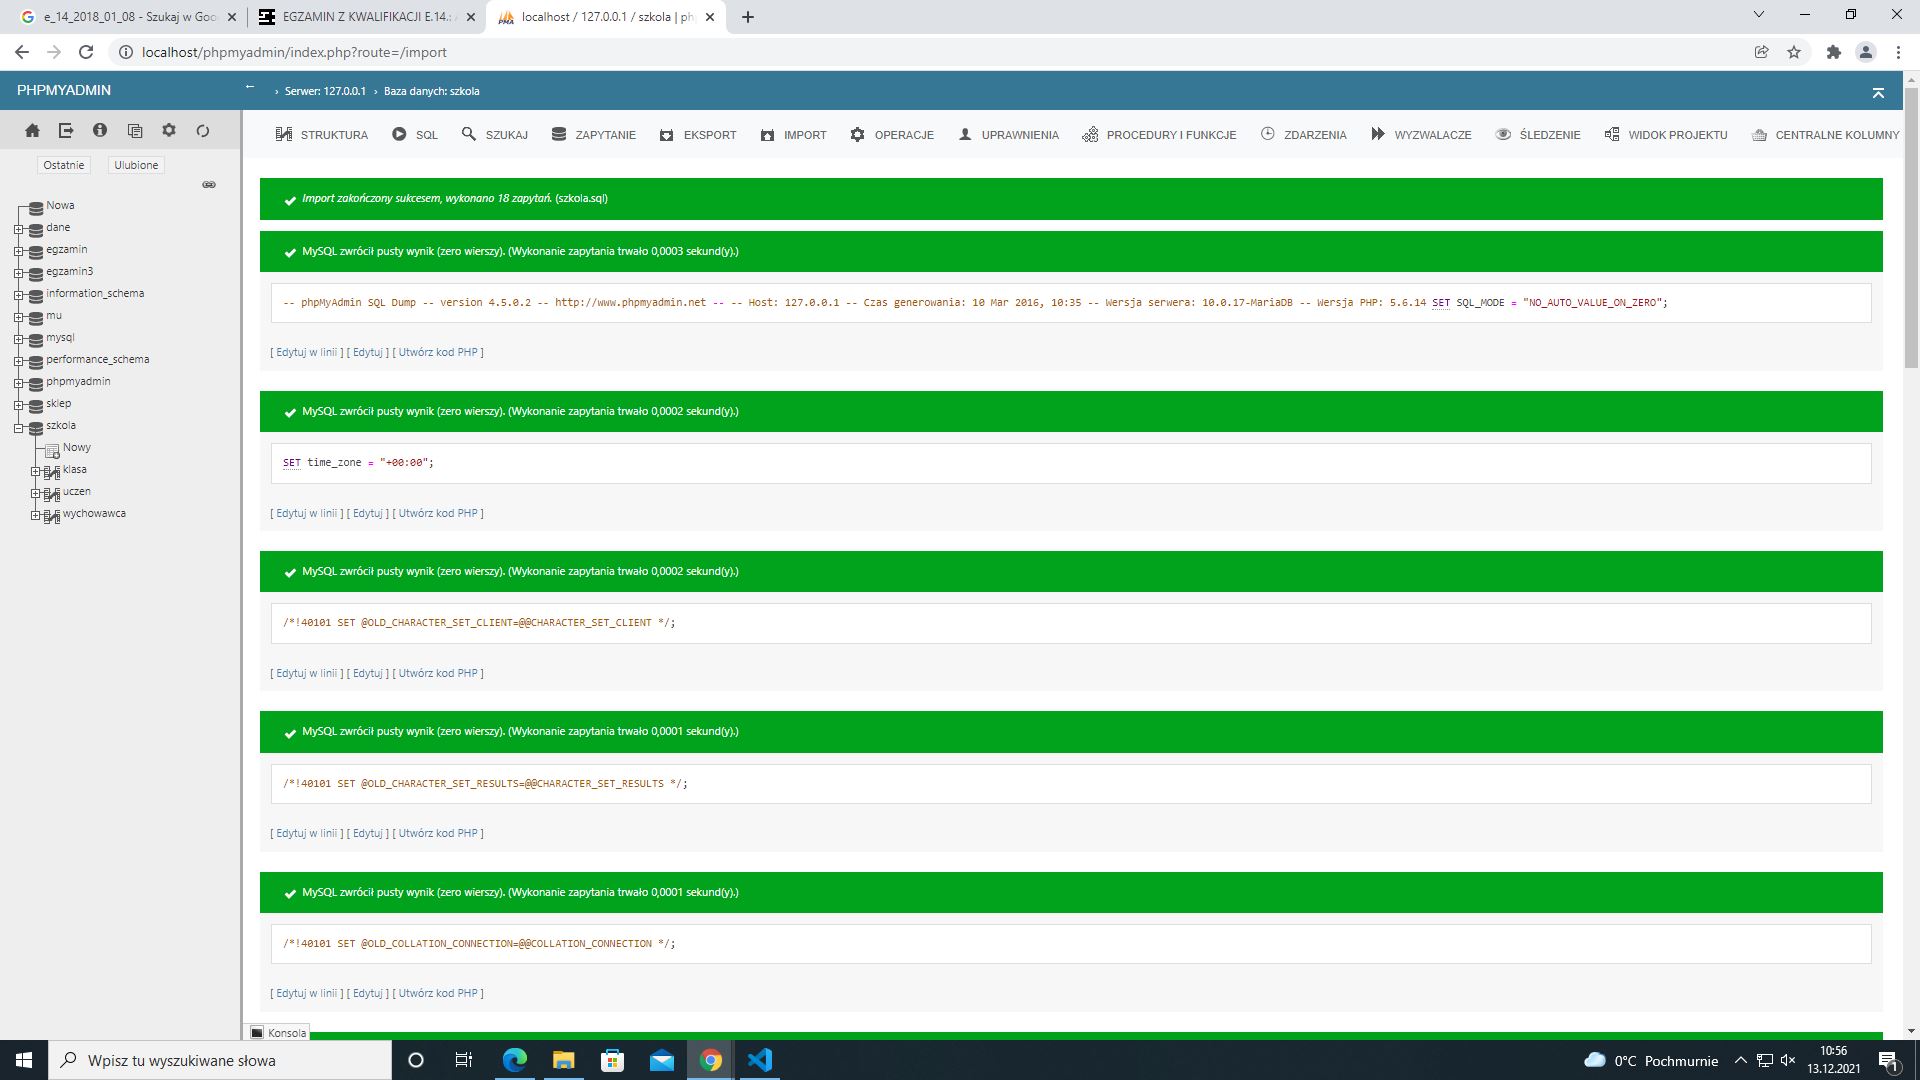 e_14_2018_01_08 - Szukaj w Goo
EGZAMIN Z KWALIFIKACJI E.14.:
localhost / 127.0.0.1 / szkola | ph
localhost/phpmyadmin/index.php?route=/import
PHPMYADMIN
Serwer: 127.0.0.1 › Baza danych: szkola
STRUKTURA SQL SZUKAJ ZAPYTANIE EKSPORT IMPORT OPERACJE UPRAWNIENIA PROCEDURY I FUNKCJE ZDARZENIA WYZWALACZE ŚLEDZENIE WIDOK PROJEKTU CENTRALNE KOLUMNY
Ostatnie Ulubione
Nowa
dane
egzamin
egzamin3
information_schema
mu
mysql
performance_schema
phpmyadmin
sklep
szkola
Nowy
klasa
uczen
wychowawca
Import zakończony sukcesem, wykonano 18 zapytań. (szkola.sql)
MySQL zwrócił pusty wynik (zero wierszy). (Wykonanie zapytania trwało 0,0003 sekund(y).)
-- phpMyAdmin SQL Dump -- version 4.5.0.2 -- http://www.phpmyadmin.net -- -- Host: 127.0.0.1 -- Czas generowania: 10 Mar 2016, 10:35 -- Wersja serwera: 10.0.17-MariaDB -- Wersja PHP: 5.6.14 SET SQL_MODE = "NO_AUTO_VALUE_ON_ZERO";
[ Edytuj w linii ] [ Edytuj ] [ Utwórz kod PHP ]
MySQL zwrócił pusty wynik (zero wierszy). (Wykonanie zapytania trwało 0,0002 sekund(y).)
SET time_zone = "+00:00";
[ Edytuj w linii ] [ Edytuj ] [ Utwórz kod PHP ]
MySQL zwrócił pusty wynik (zero wierszy). (Wykonanie zapytania trwało 0,0002 sekund(y).)
/*!40101 SET @OLD_CHARACTER_SET_CLIENT=@@CHARACTER_SET_CLIENT */;
[ Edytuj w linii ] [ Edytuj ] [ Utwórz kod PHP ]
MySQL zwrócił pusty wynik (zero wierszy). (Wykonanie zapytania trwało 0,0001 sekund(y).)
/*!40101 SET @OLD_CHARACTER_SET_RESULTS=@@CHARACTER_SET_RESULTS */;
[ Edytuj w linii ] [ Edytuj ] [ Utwórz kod PHP ]
MySQL zwrócił pusty wynik (zero wierszy). (Wykonanie zapytania trwało 0,0001 sekund(y).)
/*!40101 SET @OLD_COLLATION_CONNECTION=@@COLLATION_CONNECTION */;
[ Edytuj w linii ] [ Edytuj ] [ Utwórz kod PHP ]
Konsola
Wpisz tu wyszukiwane słowa
0°C Pochmurnie
10:56
13.12.2021
1